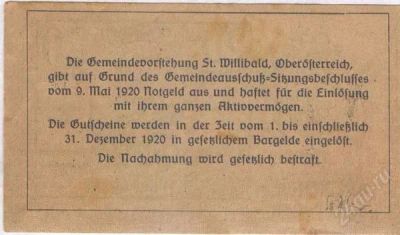 Die Gemeindevorstehung St. Willibald, Oberösterreich,
gibt auf Grund des Gemeindeauschuß-Sitzungsbeschlusses
vom 9. Mai 1920 Notgeld aus und haftet für die Einlösung
mit ihrem ganzen Aktivvermögen.
Die Gutscheine werden in der Zeit vom 1. bis einschließlich
31. Dezember 1920 in gesetzlichem Bargelde eingelöst.
Die Nachahmung wird gesetzlich bestraft.